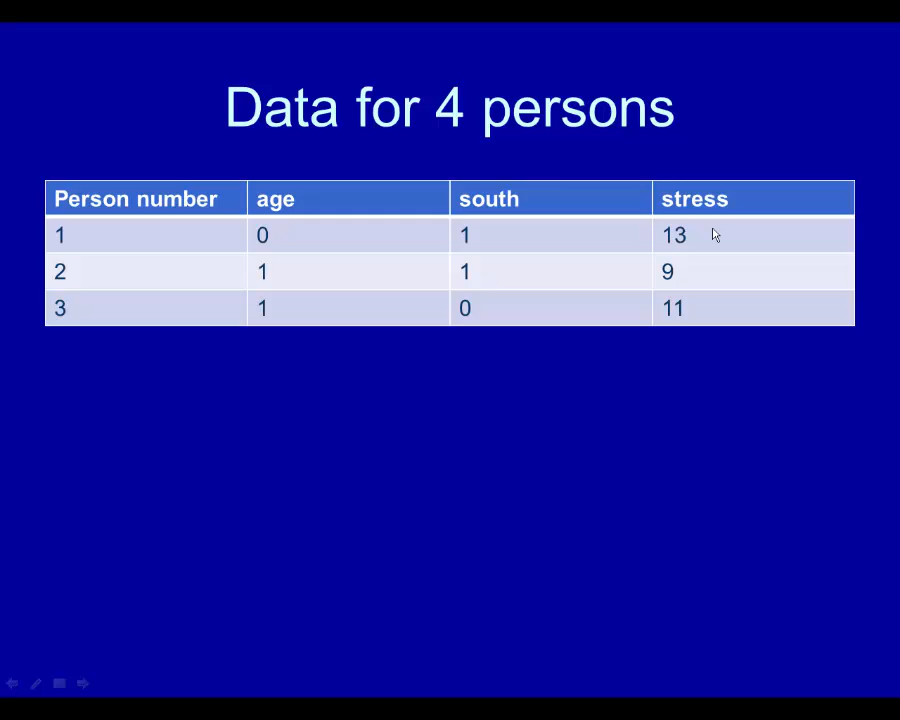 Data for 4 persons
Person number age south stress
1 0 1 13
2 1 1 9
3 1 0 11